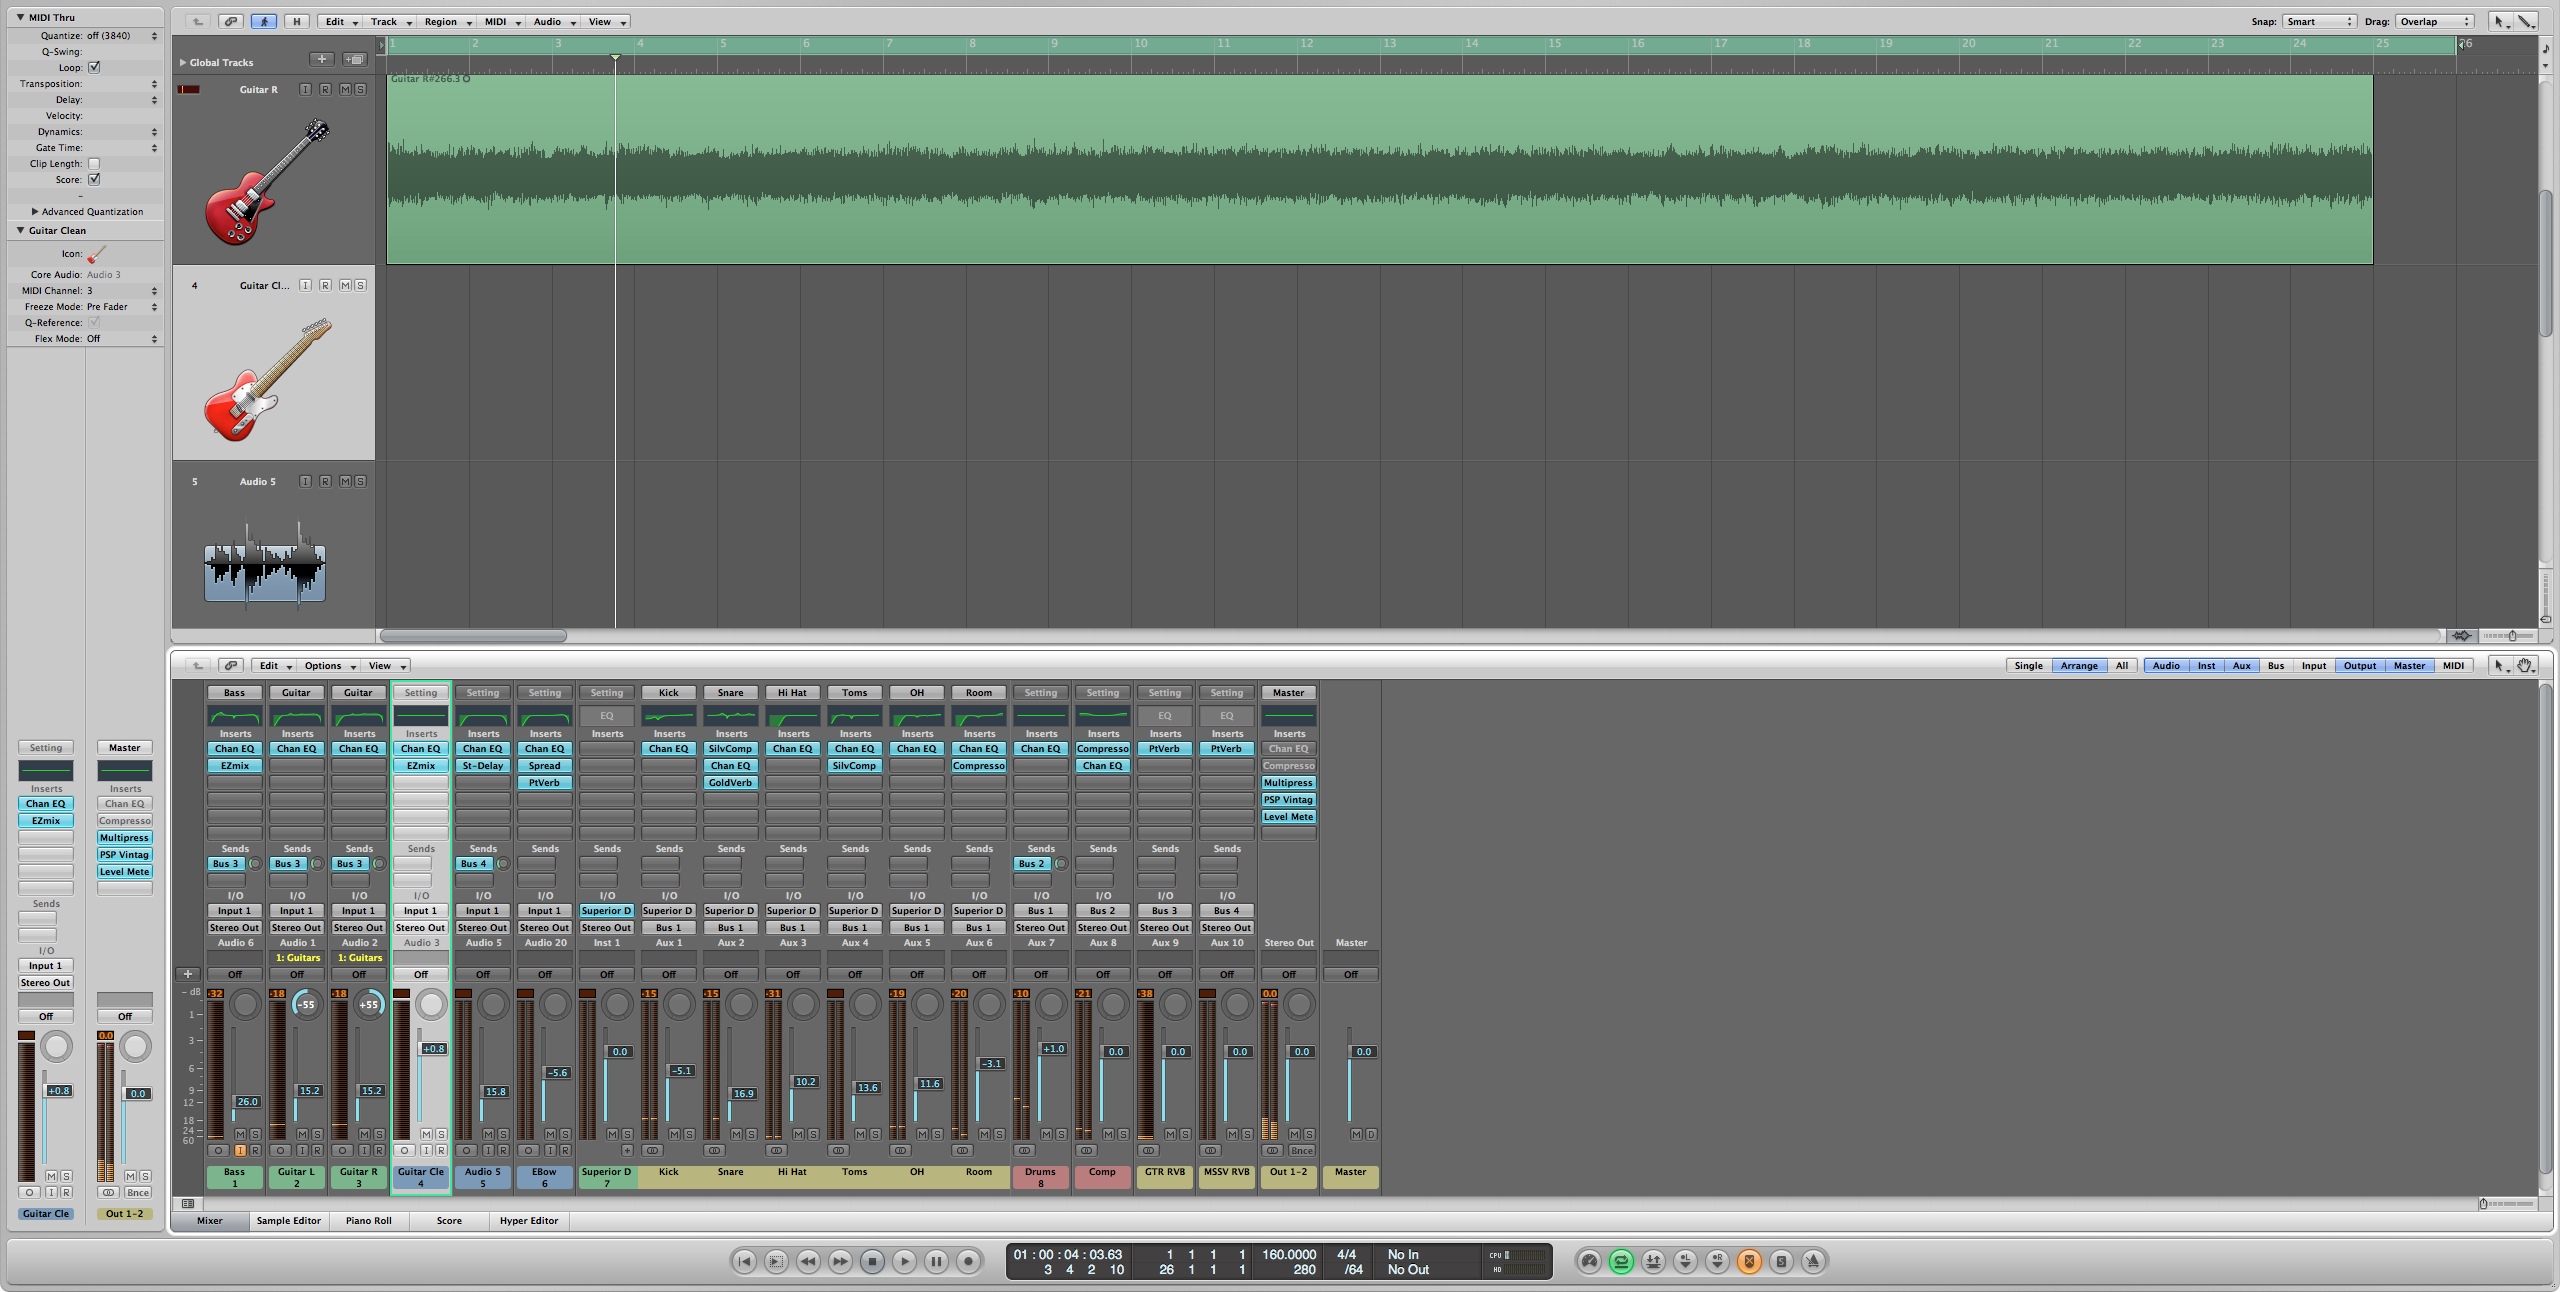 MIDI Thru
Quantize: off (3840)
Q-Swing:
Loop:
Transposition:
Delay:
Velocity:
Dynamics:
Gate Time:
Clip Length:
Score:
Advanced Quantization
Guitar Clean
Icon:
Core Audio: Audio 3
MIDI Channel: 3
Freeze Mode: Pre Fader
Q-Reference:
Flex Mode: Off
Setting Master
Inserts Inserts
Chan EQ Chan EQ
EZmix Compresso
Multipress
PSP Vintag
Level Mete
Sends
I/O
Input 1
Stereo Out
Off Off
0.0
+0.8 0.0
M S M S
O I R Bnce
Guitar Cle Out 1-2
H Edit Track Region MIDI Audio View Snap: Smart Drag: Overlap
Global Tracks
1 2 3 4 5 6 7 8 9 10 11 12 13 14 15 16 17 18 19 20 21 22 23 24 25 26
Guitar R I R M S
Guitar R#266.3
4 Guitar Cl... I R M S
5 Audio 5 I R M S
Edit Options View Single Arrange All Audio Inst Aux Bus Input Output Master MIDI
Bass Guitar Guitar Setting Setting Setting Setting Kick Snare Hi Hat Toms OH Room Setting Setting Setting Setting Master
EQ EQ EQ
Inserts Inserts Inserts Inserts Inserts Inserts Inserts Inserts Inserts Inserts Inserts Inserts Inserts Inserts Inserts Inserts Inserts Inserts
Chan EQ Chan EQ Chan EQ Chan EQ Chan EQ Chan EQ Chan EQ SilvComp Chan EQ Chan EQ Chan EQ Chan EQ Chan EQ Compresso PtVerb PtVerb Chan EQ
EZmix EZmix St-Delay Spread Chan EQ SilvComp Compresso Chan EQ Compresso
PtVerb GoldVerb Multipress
PSP Vintag
Level Mete
Sends Sends Sends Sends Sends Sends Sends Sends Sends Sends Sends Sends Sends Sends Sends Sends Sends
Bus 3 Bus 3 Bus 3 Bus 4 Bus 2
I/O I/O I/O I/O I/O I/O I/O I/O I/O I/O I/O I/O I/O I/O I/O I/O I/O
Input 1 Input 1 Input 1 Input 1 Input 1 Input 1 Superior D Superior D Superior D Superior D Superior D Superior D Superior D Bus 1 Bus 2 Bus 3 Bus 4
Stereo Out Stereo Out Stereo Out Stereo Out Stereo Out Stereo Out Stereo Out Bus 1 Bus 1 Bus 1 Bus 1 Bus 1 Bus 1 Stereo Out Stereo Out Stereo Out Stereo Out
Audio 6 Audio 1 Audio 2 Audio 3 Audio 5 Audio 20 Inst 1 Aux 1 Aux 2 Aux 3 Aux 4 Aux 5 Aux 6 Aux 7 Aux 8 Aux 9 Aux 10 Stereo Out Master
1: Guitars 1: Guitars
Off Off Off Off Off Off Off Off Off Off Off Off Off Off Off Off Off Off Off
- dB -32 -18 -18 -15 -15 -31 -19 -20 -10 -21 -38 0.0
-55 +55
1
3
6
9
12
18
24
60
26.0 15.2 15.2 +0.8 15.8 -5.6 0.0 -5.1 16.9 10.2 13.6 11.6 -3.1 +1.0 0.0 0.0 0.0 0.0 0.0
M S M S M S M S M S M S M S M S M S M S M S M S M S M S M S M S M S M S M D
O I R O I R O I R O I R O I R O I R + Bnce
Bass Guitar L Guitar R Guitar Cle Audio 5 EBow Superior D Kick Snare Hi Hat Toms OH Room Drums Comp GTR RVB MSSV RVB Out 1-2 Master
1 2 3 4 5 6 7 8
Mixer Sample Editor Piano Roll Score Hyper Editor
01 : 00 : 04 : 03.63 1 1 1 1 160.0000 4/4 No In CPU
3 4 2 10 26 1 1 1 280 /64 No Out HD